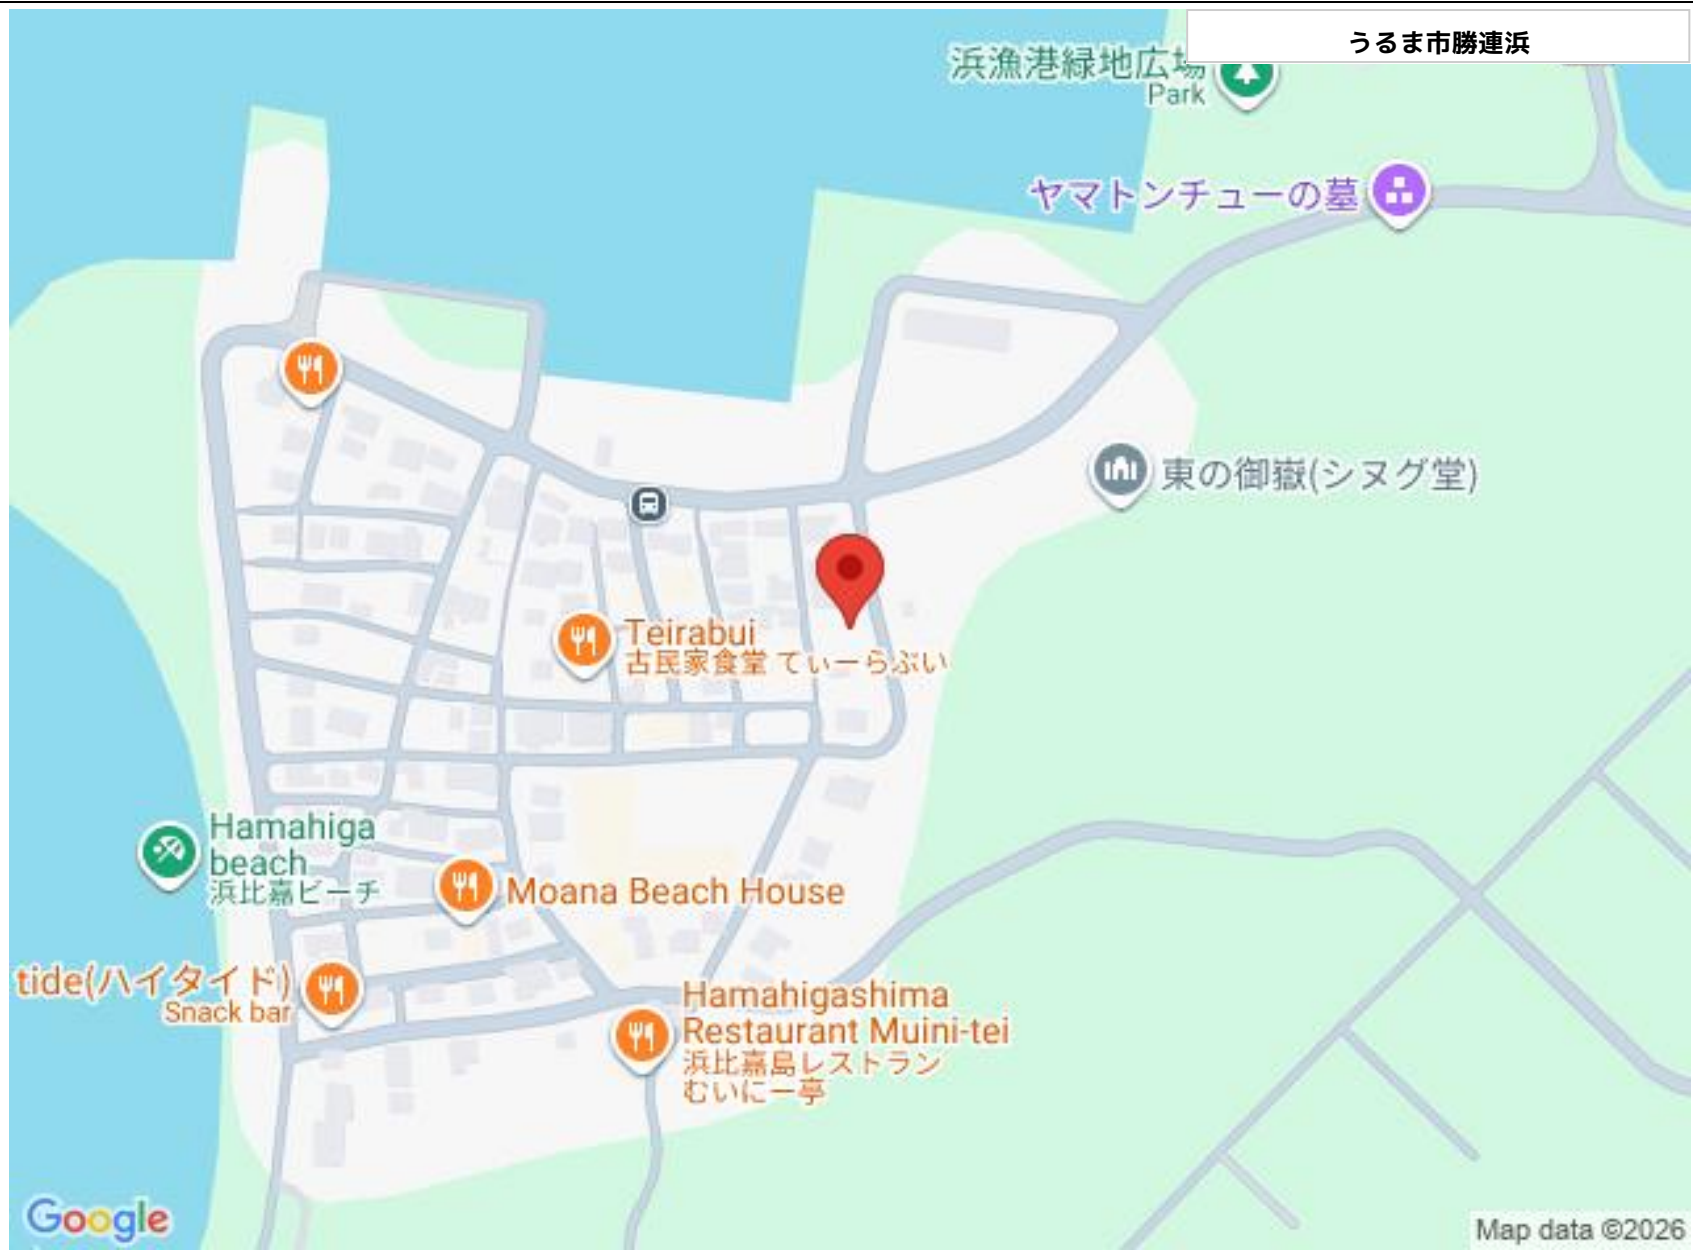 うるま市勝連浜
浜漁港緑地広場
Park
ヤマトンチューの墓
東の御嶽(シヌグ堂)
Teirabui
古民家食堂 てぃーらぶい
Hamahiga
beach
浜比嘉ビーチ
Moana Beach House
tide(ハイタイド)
Snack bar
Hamahigashima
Restaurant Muini-tei
浜比嘉島レストラン
むいにー亭
Google
Map data ©2026